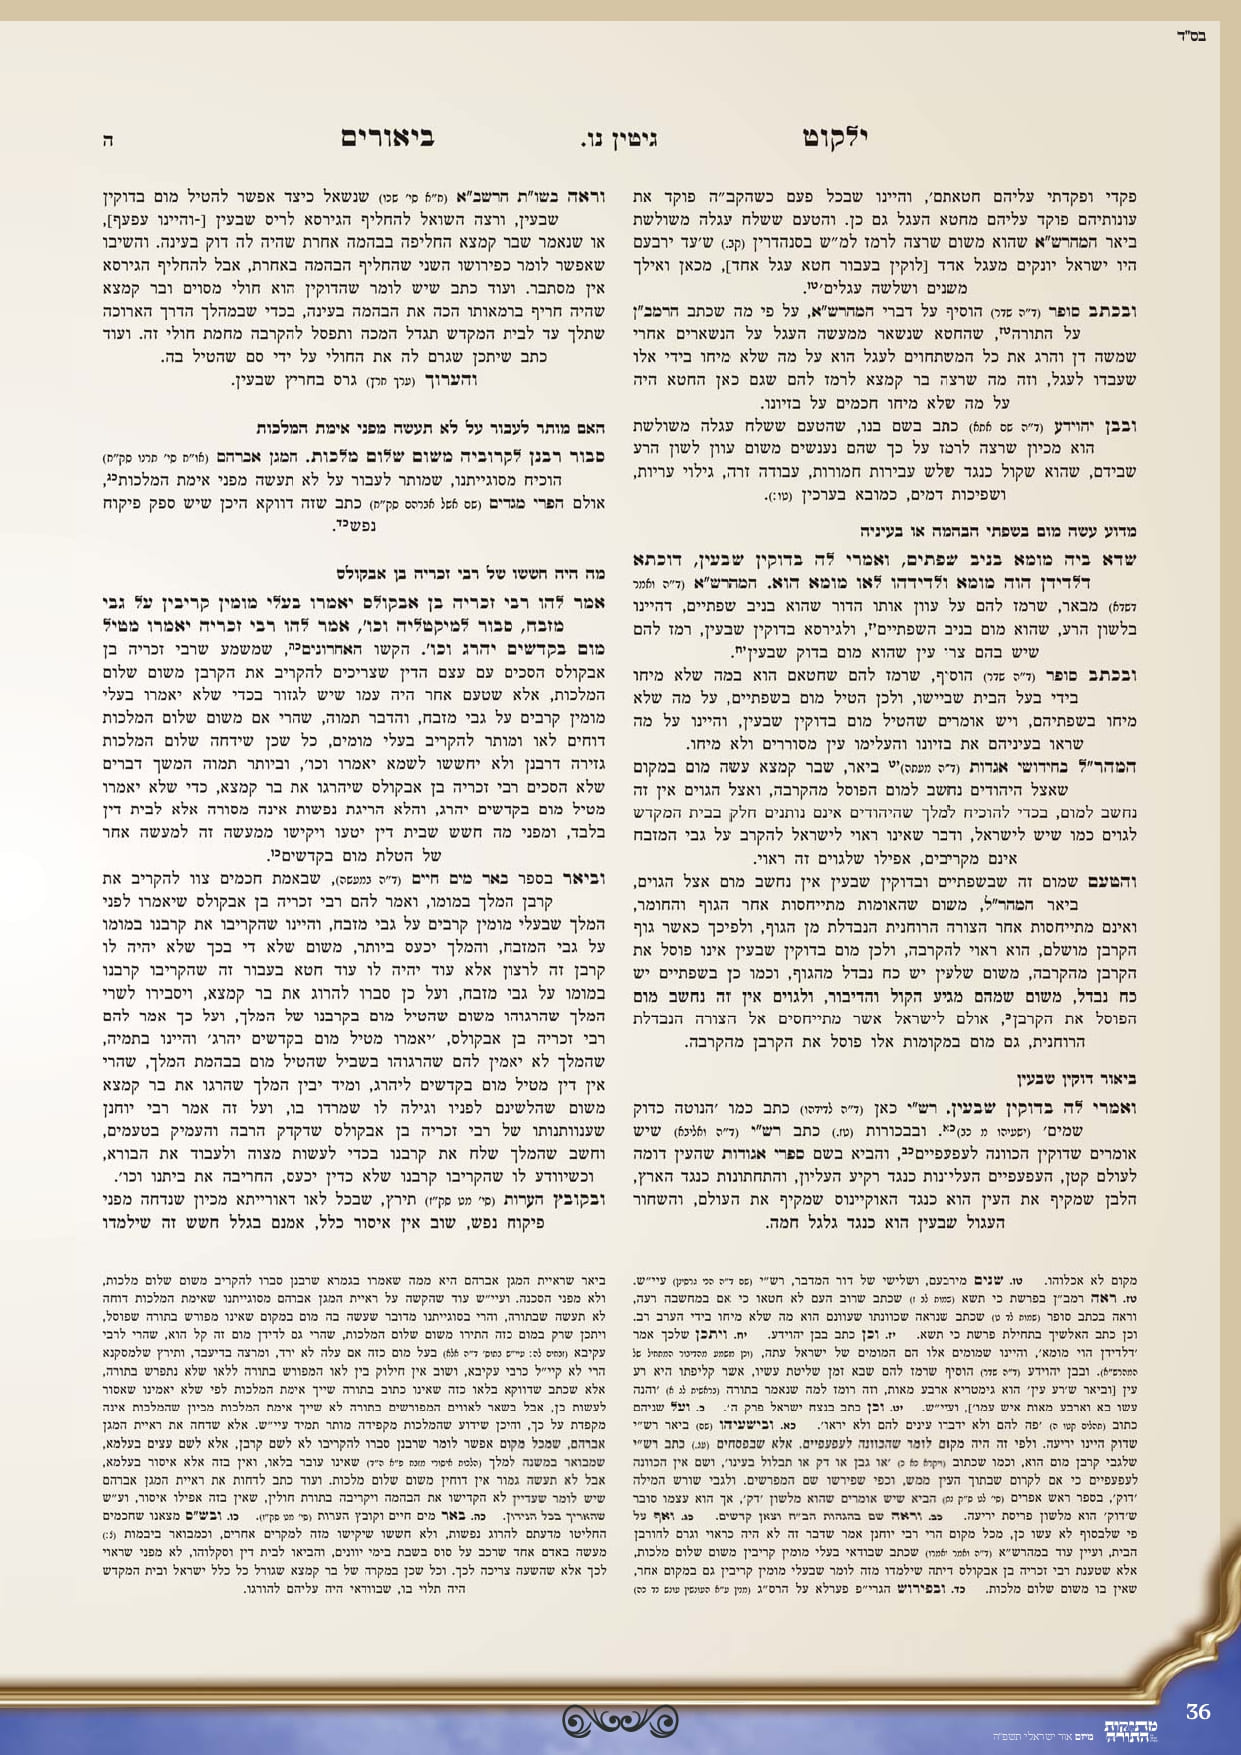 בס"ד
ילקוט
גיטין נו.
ביאורים
ה
פקדי ופקדתי עליהם חטאתם', והיינו שבכל פעם כשהקב"ה פוקד את
עונותיהם פוקד עליהם מחטא העגל גם כן. והטעם ששלח עגלה משולשת
ביאר המהרש"א שהוא משום שרצה לרמז למ"ש בסנהדרין (קב.) ש'עד ירבעם
היו ישראל יונקים מעגל אחד [לוקין בעבור חטא עגל אחד], מכאן ואילך
משנים ושלשה עגלים'טו.
ובכתב סופר (ד"ה שדר) הוסיף על דברי המהרש"א, על פי מה שכתב הרמב"ן
על התורהטז, שהחטא שנשאר ממעשה העגל על הנשארים אחרי
שמשה דן והרג את כל המשתחוים לעגל הוא על מה שלא מיחו בידי אלו
שעבדו לעגל, וזה מה שרצה בר קמצא לרמז להם שגם כאן החטא היה
על מה שלא מיחו חכמים על בזיונו.
ובבן יהוידע (ד"ה שם אתא) כתב בשם בנו, שהטעם ששלח עגלה משולשת
הוא מכיון שרצה לרמז על כך שהם נענשים משום עוון לשון הרע
שבידם, שהוא שקול כנגד שלש עבירות חמורות, עבודה זרה, גילוי עריות,
ושפיכות דמים, כמובא בערכין (טו:).
מדוע עשה מום בשפתי הבהמה או בעיניה
שדא ביה מומא בניב שפתים, ואמרי לה בדוקין שבעין, דוכתא
דלדידן הוה מומא ולדידהו לאו מומא הוא. המהרש"א (ד"ה ואמר
דשדא) מבאר, שרמז להם על עוון אותו הדור שהוא בניב שפתיים, דהיינו
בלשון הרע, שהוא מום בניב השפתייםיז, ולגירסא בדוקין שבעין, רמז להם
שיש בהם צרי עין שהוא מום בדוק שבעיןיח.
ובכתב סופר (ד"ה שדר) הוסיף, שרמז להם שחטאם הוא במה שלא מיחו
בידי בעל הבית שביישו, ולכן הטיל מום בשפתיים, על מה שלא
מיחו בשפתיהם, ויש אומרים שהטיל מום בדוקין שבעין, והיינו על מה
שראו בעיניהם את בזיונו והעלימו עין מסוררים ולא מיחו.
המהר"ל בחידושי אגדות (ד"ה מעתה)יט ביאר, שבר קמצא עשה מום במקום
שאצל היהודים נחשב למום הפוסל מהקרבה, ואצל הגוים אין זה
נחשב למום, בכדי להוכיח למלך שהיהודים אינם נותנים חלק בבית המקדש
לגוים כמו שיש לישראל, ודבר שאינו ראוי לישראל להקרב על גבי המזבח
אינם מקריבים, אפילו שלגוים זה ראוי.
והטעם שמום זה שבשפתיים ובדוקין שבעין אין נחשב מום אצל הגוים,
ביאר המהר"ל, משום שהאומות מתייחסות אחר הגוף והחומר,
ואינם מתייחסות אחר הצורה הרוחנית הנבדלת מן הגוף, ולפיכך כאשר גוף
הקרבן מושלם, הוא ראוי להקרבה, ולכן מום בדוקין שבעין אינו פוסל את
הקרבן מהקרבה, משום שלעין יש כח נבדל מהגוף, וכמו כן בשפתיים יש
כח נבדל, משום שמהם מגיע הקול והדיבור, ולגוים אין זה נחשב מום
הפוסל את הקרבןכ, אולם לישראל אשר מתייחסים אל הצורה הנבדלת
הרוחנית, גם מום במקומות אלו פוסל את הקרבן מהקרבה.
ביאור דוקין שבעין
ואמרי לה בדוקין שבעין. רש"י כאן (ד"ה לדידהו) כתב כמו 'הנוטה כדוק
שמים' (ישעיהו מ כב)כא. ובבכורות (טז.) כתב רש"י (ד"ה ואליבא) שיש
אומרים שדוקין הכוונה לעפעפייםכב, והביא בשם ספרי אגודות שהעין דומה
לעולם קטן, העפעפיים העליונות כנגד רקיע העליון, והתחתונות כנגד הארץ,
הלבן שמקיף את העין הוא כנגד האוקיינוס שמקיף את העולם, והשחור
העגול שבעין הוא כנגד גלגל חמה.
וראה בשו"ת הרשב"א (ח"א סי' שכו) שנשאל כיצד אפשר להטיל מום בדוקין
שבעין, ורצה השואל להחליף הגירסא לריס שבעין [-והיינו עפעף],
או שנאמר שבר קמצא החליפה בבהמה אחרת שהיה לה דוק בעינה. והשיבו
שאפשר לומר כפירושו השני שהחליף הבהמה באחרת, אבל להחליף הגירסא
אין מסתבר. ועוד כתב שיש לומר שהדוקין הוא חולי מסוים ובר קמצא
שהיה חריף ברמאותו הכה את הבהמה בעינה, בכדי שבמהלך הדרך הארוכה
שתלך עד לבית המקדש תגדל המכה ותפסל להקרבה מחמת חולי זה. ועוד
כתב שיתכן שגרם לה את החולי על ידי סם שהטיל בה.
והערוך (ערך חרץ) גרס בחריץ שבעין.
האם מותר לעבור על לא תעשה מפני אימת המלכות
סבור רבנן לקרוביה משום שלום מלכות. המגן אברהם (או"ח סי' תרנו סק"ח)
הוכיח מסוגייתנו, שמותר לעבור על לא תעשה מפני אימת המלכותכג,
אולם הפרי מגדים (שם אשל אברהם סק"ח) כתב שזה דווקא היכן שיש ספק פיקוח
נפשכד.
מה היה חששו של רבי זכריה בן אבקולס
אמר להו רבי זכריה בן אבקולס יאמרו בעלי מומין קריבין על גבי
מזבח, סבור למיקטליה וכו', אמר להו רבי זכריה יאמרו מטיל
מום בקדשים יהרג וכו'. הקשו האחרוניםכה, שמשמע שרבי זכריה בן
אבקולס הסכים עם עצם הדין שצריכים להקריב את הקרבן משום שלום
המלכות, אלא שטעם אחר היה עמו שיש לגזור בכדי שלא יאמרו בעלי
מומין קרבים על גבי מזבח, והדבר תמוה, שהרי אם משום שלום המלכות
דוחים לאו ומותר להקריב בעלי מומים, כל שכן שידחה שלום המלכות
גזירה דרבנן ולא יחששו לשמא יאמרו וכו', וביותר תמוה המשך דברים
שלא הסכים רבי זכריה בן אבקולס שיהרגו את בר קמצא, כדי שלא יאמרו
מטיל מום בקדשים יהרג, והלא הריגת נפשות אינה מסורה אלא לבית דין
בלבד, ומפני מה חשש שבית דין יטעו ויקישו ממעשה זה למעשה אחר
של הטלת מום בקדשיםכו.
וביאר בספר באר מים חיים (ד"ה במעשה), שבאמת חכמים צוו להקריב את
קרבן המלך במומו, ואמר להם רבי זכריה בן אבקולס שיאמרו לפני
המלך שבעלי מומין קרבים על גבי מזבח, והיינו שהקריבו את קרבנו במומו
על גבי המזבח, והמלך יכעס ביותר, משום שלא די בכך שלא יהיה לו
קרבן זה לרצון אלא עוד יהיה לו עוד חטא בעבור זה שהקריבו קרבנו
במומו על גבי מזבח, ועל כן סברו להרוג את בר קמצא, ויסבירו לשרי
המלך שהרגוהו משום שהטיל מום בקרבנו של המלך, ועל כך אמר להם
רבי זכריה בן אבקולס, 'יאמרו מטיל מום בקדשים יהרג' והיינו בתמיה,
שהמלך לא יאמין להם שהרגוהו בשביל שהטיל מום בבהמת המלך, שהרי
אין דין מטיל מום בקדשים ליהרג, ומיד יבין המלך שהרגו את בר קמצא
משום שהלשינם לפניו וגילה לו שמרדו בו, ועל זה אמר רבי יוחנן
שענוותנותו של רבי זכריה בן אבקולס שדקדק הרבה והעמיק בטעמים,
וחשב שהמלך שלח את קרבנו בכדי לעשות מצוה ולעבוד את הבורא,
וכשיוודע לו שהקריבו קרבנו שלא כדין יכעס, החריבה את ביתנו וכו'.
ובקובץ הערות (סי' מט סק"ז) תירץ, שבכל לאו דאורייתא מכיון שנדחה מפני
פיקוח נפש, שוב אין איסור כלל, אמנם בגלל חשש זה שילמדו
מקום לא אכלוהו. טו. שנים מירבעם, ושלישי של דור המדבר, רש"י (שם ד"ה הכי גרסינן) עיי"ש.
טז. ראה רמב"ן בפרשת כי תשא (שמות לב ז) שכתב שרוב העם לא חטאו כי אם במחשבה רעה,
וראה בכתב סופר (שמות לד ט) שכתב שנראה שכוונתו שעוונם הוא מה שלא מיחו בידי הערב רב.
וכן כתב האלשיך בתחילת פרשת כי תשא. יז. וכן כתב בבן יהוידע. יח. ויתכן שלכך אמר
'דלדידן הוי מומא', והיינו שמומים אלו הם המומים של ישראל עתה, (וכן משמע מהדיבור המתחיל של
המהרש"א). ובבן יהוידע (ד"ה שדר) הוסיף שרמז להם שבא זמן שליטת עשיו, אשר קליפתו היא רע
עין [וביאר ש'רע עין' הוא גימטריא ארבע מאות, וזה רומז למה שנאמר בתורה (בראשית לג א) 'והנה
עשו בא וארבע מאות איש עמו'], ועיי"ש. יט. וכן כתב בנצח ישראל פרק ה'. כ. ועל שניהם
כתוב (תהלים קטו ה) 'פה להם ולא ידברו עינים להם ולא יראו'. כא. ובישעיהו (שם) ביאר רש"י
שדוק היינו יריעה. ולפי זה היה מקום לומר שהכוונה לעפעפיים. אלא שבפסחים (עג.) כתב רש"י
שלגבי קרבן מום הוא, וכמו שכתוב (ויקרא כא כ) 'או גבן או דק או תבלול בעינו', ושם אין הכוונה
לעפעפיים כי אם לקרום שבתוך העין ממש, וכפי שפירשו שם המפרשים. ולגבי שורש המילה
'דוק', בספר ראש אפרים (סי' לט ס"ק נח) הביא שיש אומרים שהוא מלשון 'דק', אך הוא עצמו סובר
ש'דוק' הוא מלשון פריסת יריעה. כב. וראה שם בהגהות הב"ח וצאן קדשים. כג. ואף על
פי שלבסוף לא עשו כן, מכל מקום הרי רבי יוחנן אמר שדבר זה לא היה כראוי וגרם לחורבן
הבית, ועיין עוד במהרש"א (ד"ה ואמר יאמרו) שכתב שבודאי בעלי מומין קריבין משום שלום מלכות,
אלא שטענת רבי זכריה בן אבקולס דיתה שילמדו מזה לומר שבעלי מומין קריבין גם במקום אחר,
שאין בו משום שלום מלכות. כד. ובפירוש הגרי"פ פערלא על הרס"ג (מנין ע"א העונשין עונש כד כה)
ביאר שראיית המגן אברהם היא ממה שאמרו בגמרא שרבנן סברו להקריב משום שלום מלכות,
ולא מפני הסכנה. ועיי"ש עוד שהקשה על ראיית המגן אברהם מסוגייתנו שאימת המלכות דוחה
לא תעשה שבתורה, והרי בסוגייתנו מדובר שעשה בה מום במקום שאינו מפורש בתורה שפוסל,
ויתכן שרק במום כזה התירו משום שלום המלכות, שהרי גם לדידן מום זה קל הוא, שהרי לרבי
עקיבא (זבחים לה: עיי"ש בתוס' ד"ה אלא) בעל מום כזה אם עלה לא ירד, ומרצה בדיעבד, ותירץ שלמסקנא
הרי לא קיי"ל כרבי עקיבא, ושוב אין חילוק בין לאו המפורש בתורה ללאו שלא נתפרש בתורה,
אלא שכתב שדווקא בלאו כזה שאינו כתוב בתורה שייך אימת המלכות לפי שלא יאמינו שאסור
לעשות כן, אבל בשאר לאווים המפורשים בתורה לא שייך אימת המלכות מכיון שהמלכות אינה
מקפדת על כך, והיכן שידוע שהמלכות מקפידה מותר תמיד עיי"ש. אלא שדחה את ראיית המגן
אברהם, שמכל מקום אפשר לומר שרבנן סברו להקריבו לא לשם קרבן, אלא לשם עצים בעלמא,
שמבואר במשנה למלך (הלכות איסורי מזבח פ"א ה"ד) שאינו עובר בלאו, ואין בזה אלא איסור בעלמא,
אבל לא תעשה גמור אין דוחין משום שלום מלכות. ועוד כתב לדחות את ראיית המגן אברהם
שיש לומר שעדיין לא הקדישו את הבהמה ויקריבה בתורת חולין, שאין בזה אפילו איסור, ועי"ש
שהאריך בכל הנידון. כה. באר מים חיים וקובץ הערות (סי' מט סק"ז). כו. ובש"ס מצאנו שחכמים
החליטו מדעתם להרוג נפשות, ולא חששו שיקישו מזה למקרים אחרים, וכמבואר ביבמות (צ:)
מעשה באדם אחד שרכב על סוס בשבת בימי יוונים, והביאו לבית דין וסקלוהו, לא מפני שראוי
לכך אלא שהשעה צריכה לכך. וכל שכן במקרה של בר קמצא שגורל כל כלל ישראל ובית המקדש
היה תלוי בו, שבוודאי היה עליהם להורגו.
36
מתיקות
התורה
מיזם אור ישראלי תשפ"ה